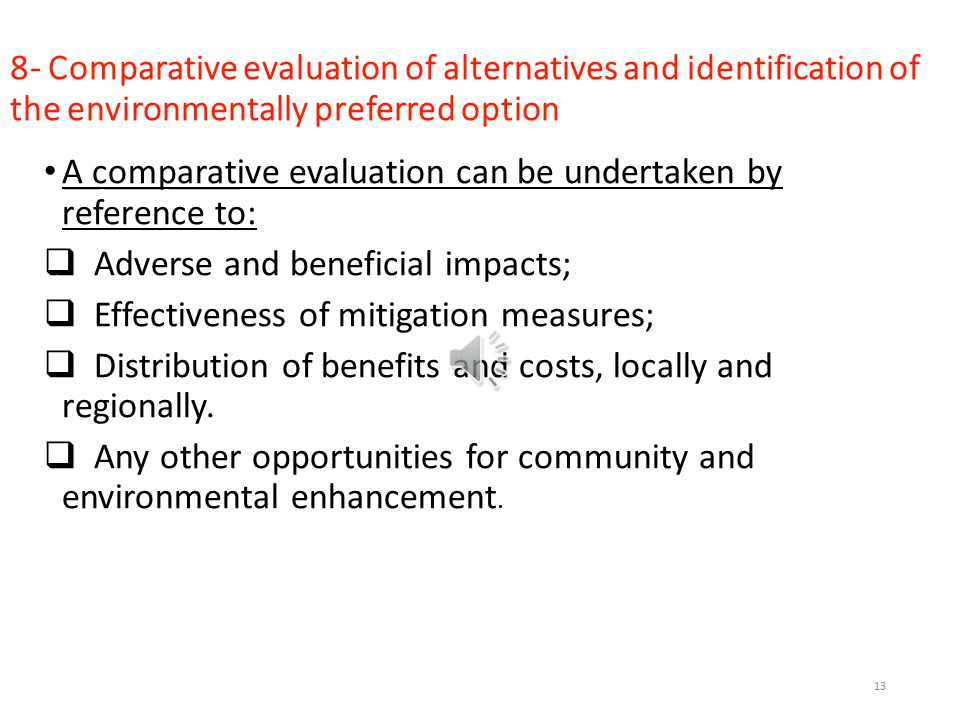 8- Comparative evaluation of alternatives and identification of
the environmentally preferred option
• A comparative evaluation can be undertaken by
reference to:
❑ Adverse and beneficial impacts;
❑ Effectiveness of mitigation measures;
❑ Distribution of benefits and costs, locally and
regionally.
❑ Any other opportunities for community and
environmental enhancement.
13